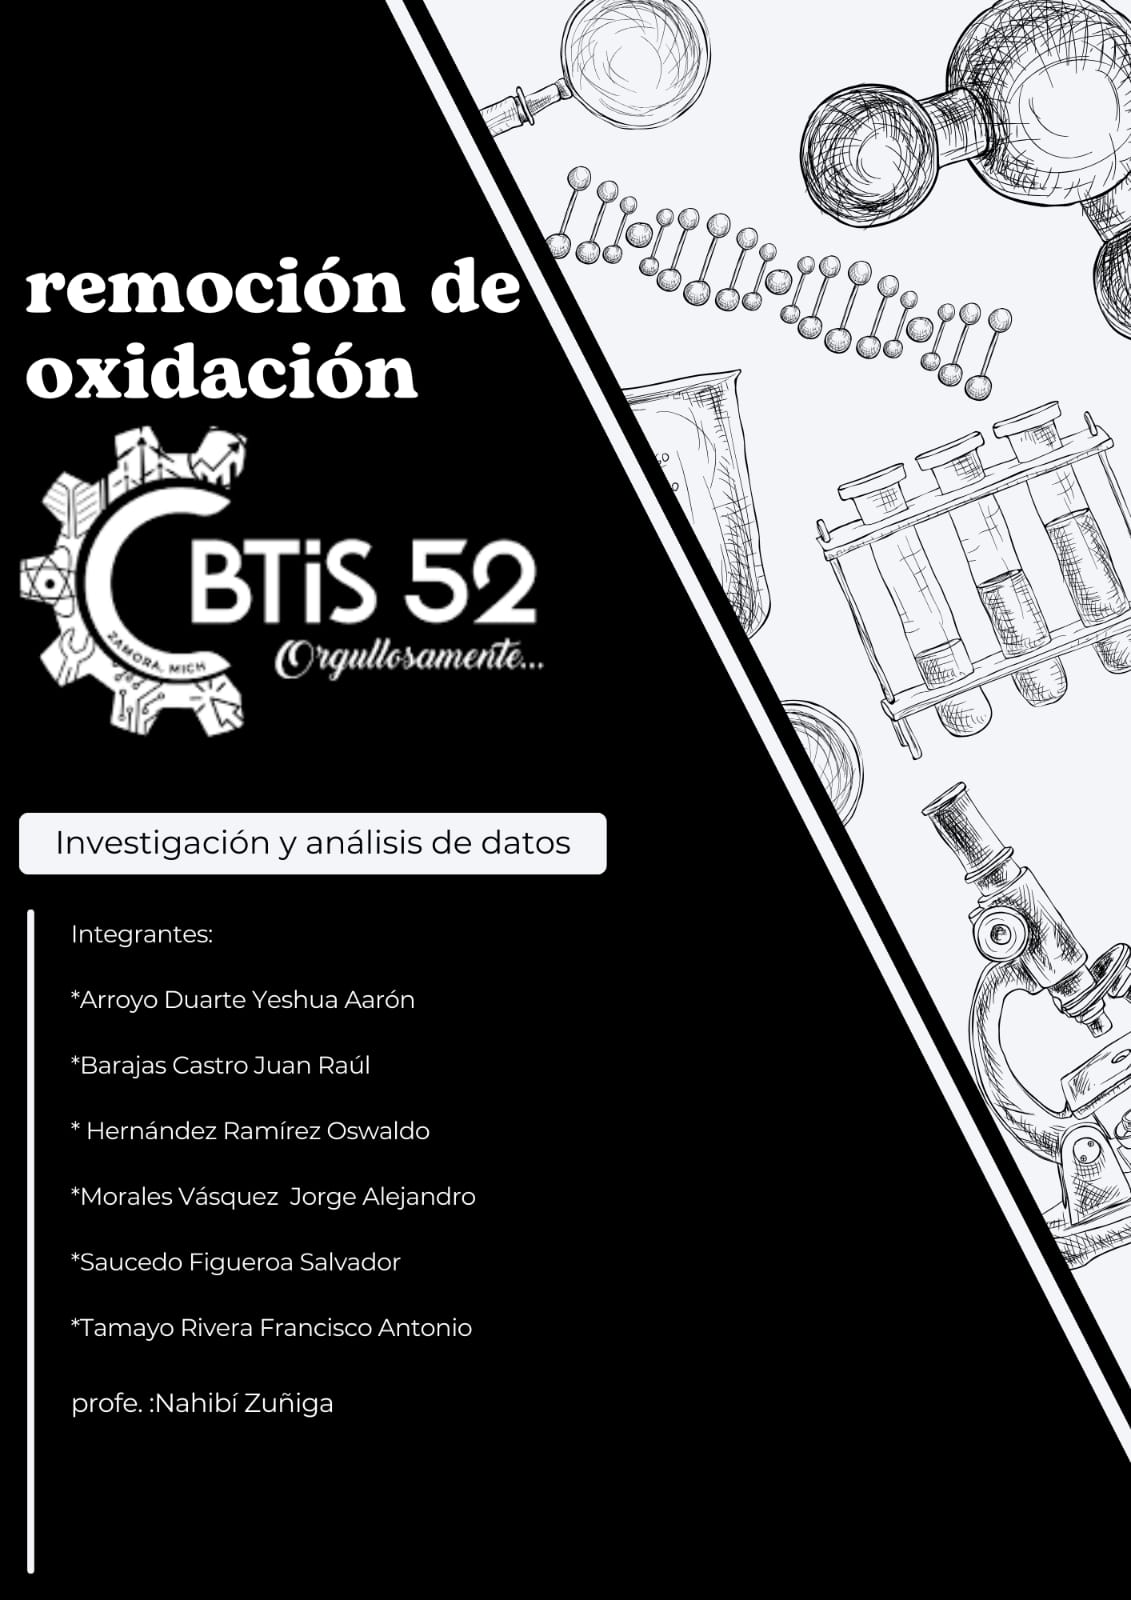 remoción de
oxidación
CBTiS 52
Orgullosamente...
ZAMORA, MICH
Investigación y análisis de datos
Integrantes:
*Arroyo Duarte Yeshua Aarón
*Barajas Castro Juan Raúl
* Hernández Ramírez Oswaldo
*Morales Vásquez  Jorge Alejandro
*Saucedo Figueroa Salvador
*Tamayo Rivera Francisco Antonio
profe. :Nahibí Zuñiga